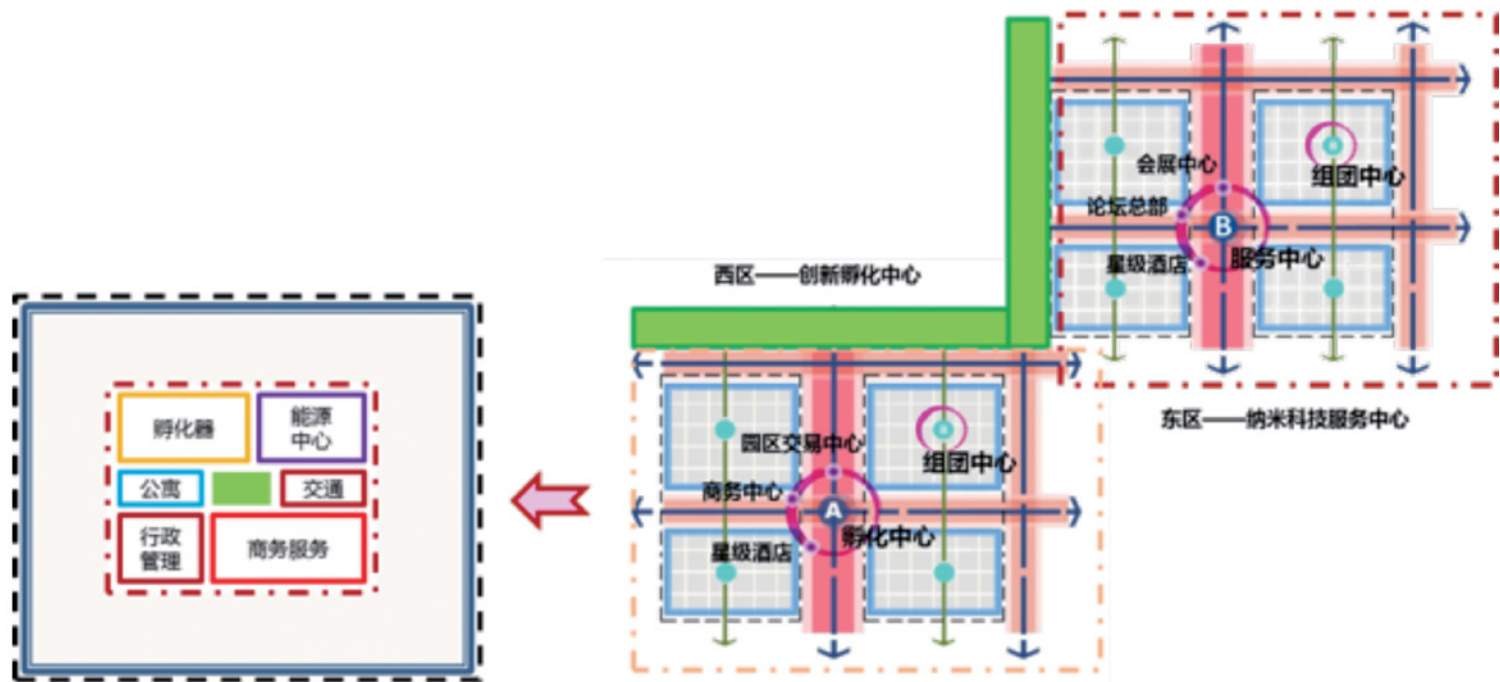 孵化器
能源
中心
公寓
交通
行政
管理
商务服务
西区——创新孵化中心
园区交易中心
商务中心
星级酒店
A
孵化中心
组团中心
会展中心
论坛总部
星级酒店
B
服务中心
组团中心
东区——纳米科技服务中心